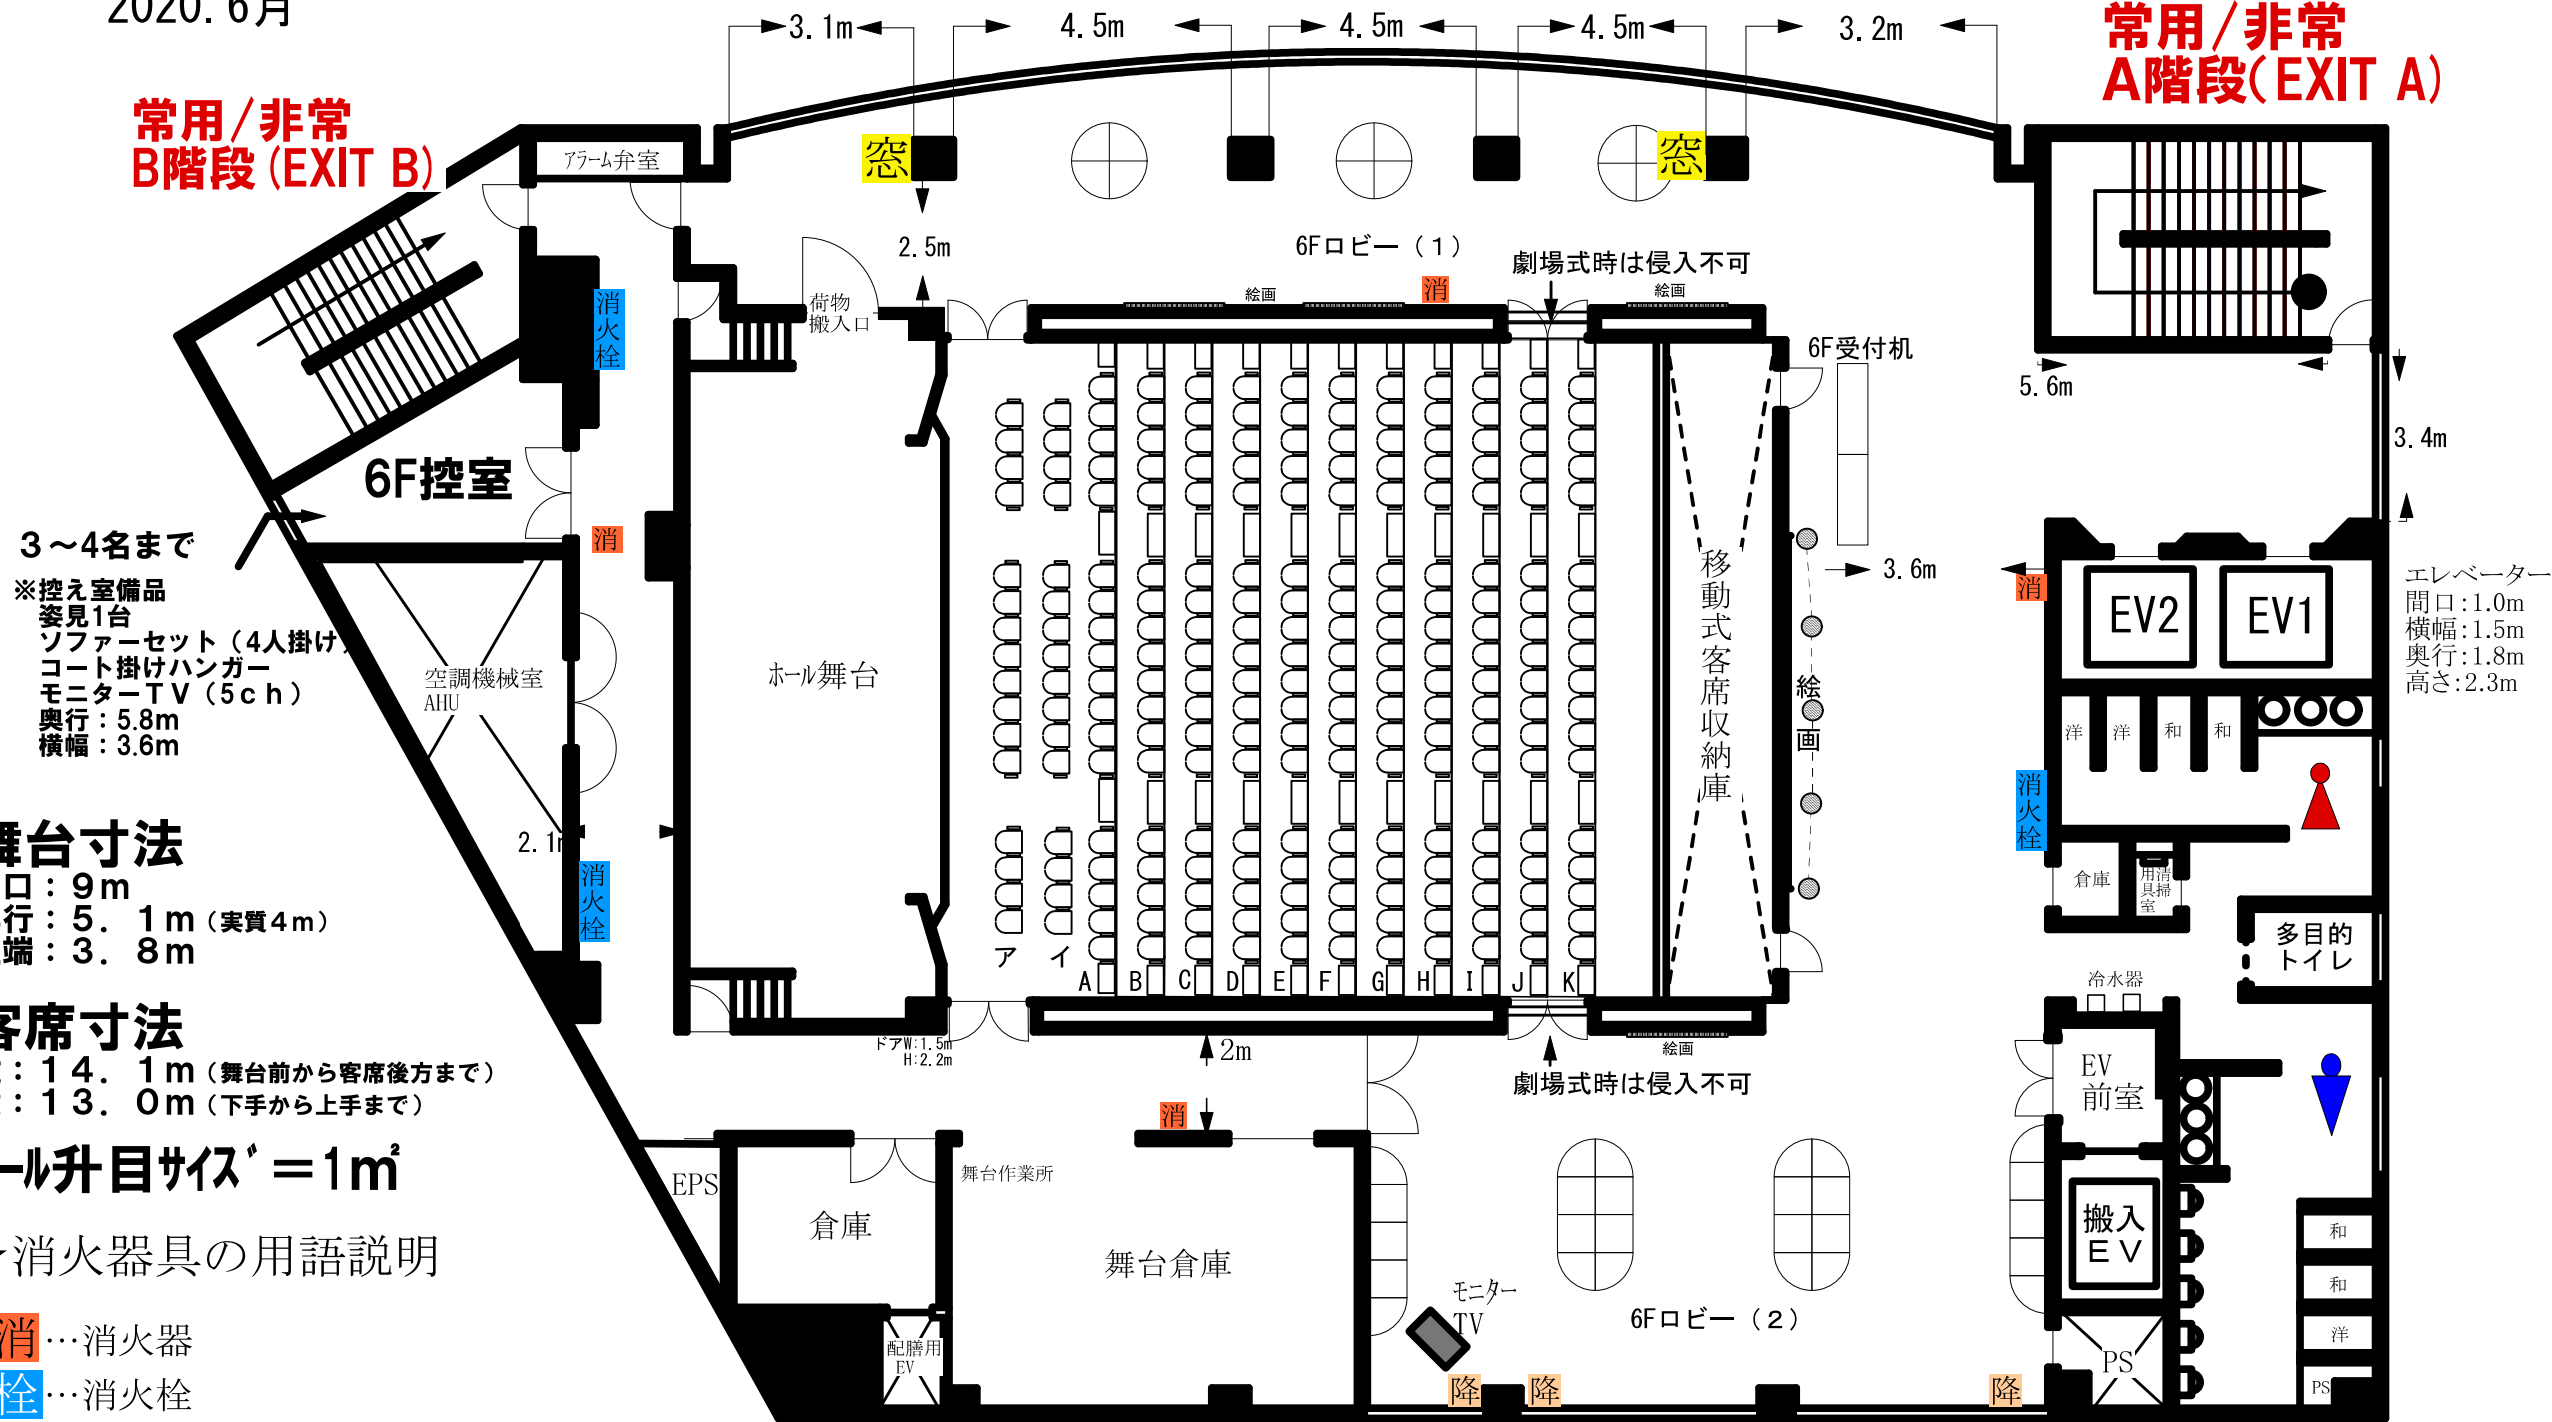 2020.6月
3.1m
4.5m
4.5m
4.5m
3.2m
常用/非常
A階段(EXIT A)
常用/非常
B階段(EXIT B)
アラーム弁室
窓
窓
2.5m
6Fロビー（1）
劇場式時は侵入不可
荷物
搬入口
絵画
消
絵画
消火栓
6F受付机
5.6m
3.4m
6F控室
消
3～4名まで
※控え室備品
姿見1台
ソファーセット（4人掛け）
コート掛けハンガー
モニターTV（5ch）
奥行：5.8m
横幅：3.6m
空調機械室
AHU
ホール舞台
移動式客席収納庫
絵画
3.6m
消
EV2
EV1
エレベーター
間口:1.0m
横幅:1.5m
奥行:1.8m
高さ:2.3m
洋
洋
和
和
消火栓
2.1m
消火栓
舞台寸法
口：9m
行：5．1m（実質4m）
端：3．8m
倉庫
清掃
用具
室
多目的
トイレ
ア
イ
A
B
C
D
E
F
G
H
I
J
K
冷水器
客席寸法
：14．1m（舞台前から客席後方まで）
：13．0m（下手から上手まで）
ール升目サイズ＝1㎡
ドアW:1.5m
H:2.2m
2m
絵画
劇場式時は侵入不可
EV
前室
消
EPS
倉庫
舞台作業所
舞台倉庫
搬入
EV
和
和
洋
PS
PS
消火器具の用語説明
消…消火器
栓…消火栓
配膳用
EV
モニター
TV
6Fロビー（2）
降
降
降